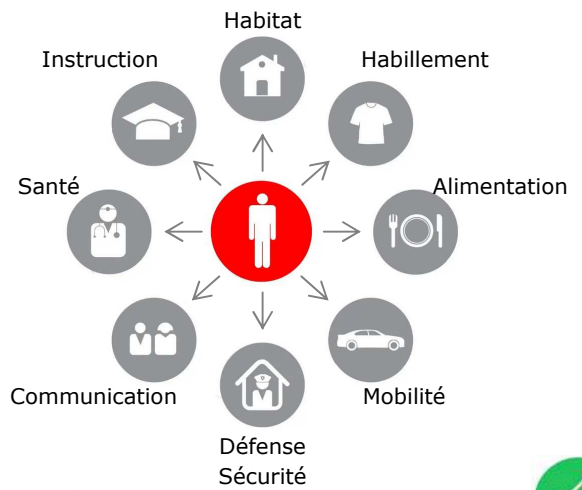 Habitat
Instruction
Habillement
Santé
Alimentation
Communication
Mobilité
Défense
Sécurité